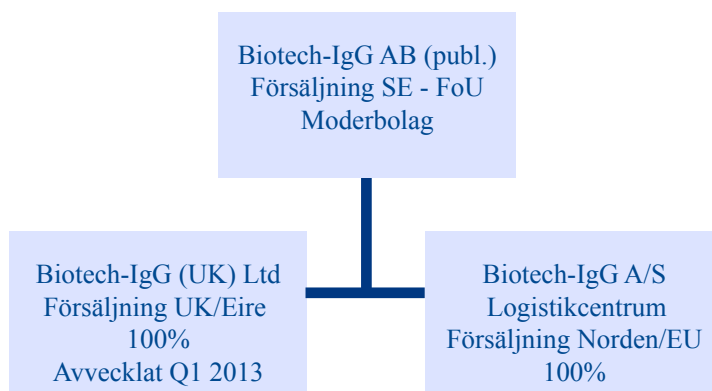 Biotech-IgG AB (publ.)
Försäljning SE - FoU
Moderbolag
Biotech-IgG (UK) Ltd
Försäljning UK/Eire
100%
Avvecklat Q1 2013
Biotech-IgG A/S
Logistikcentrum
Försäljning Norden/EU
100%